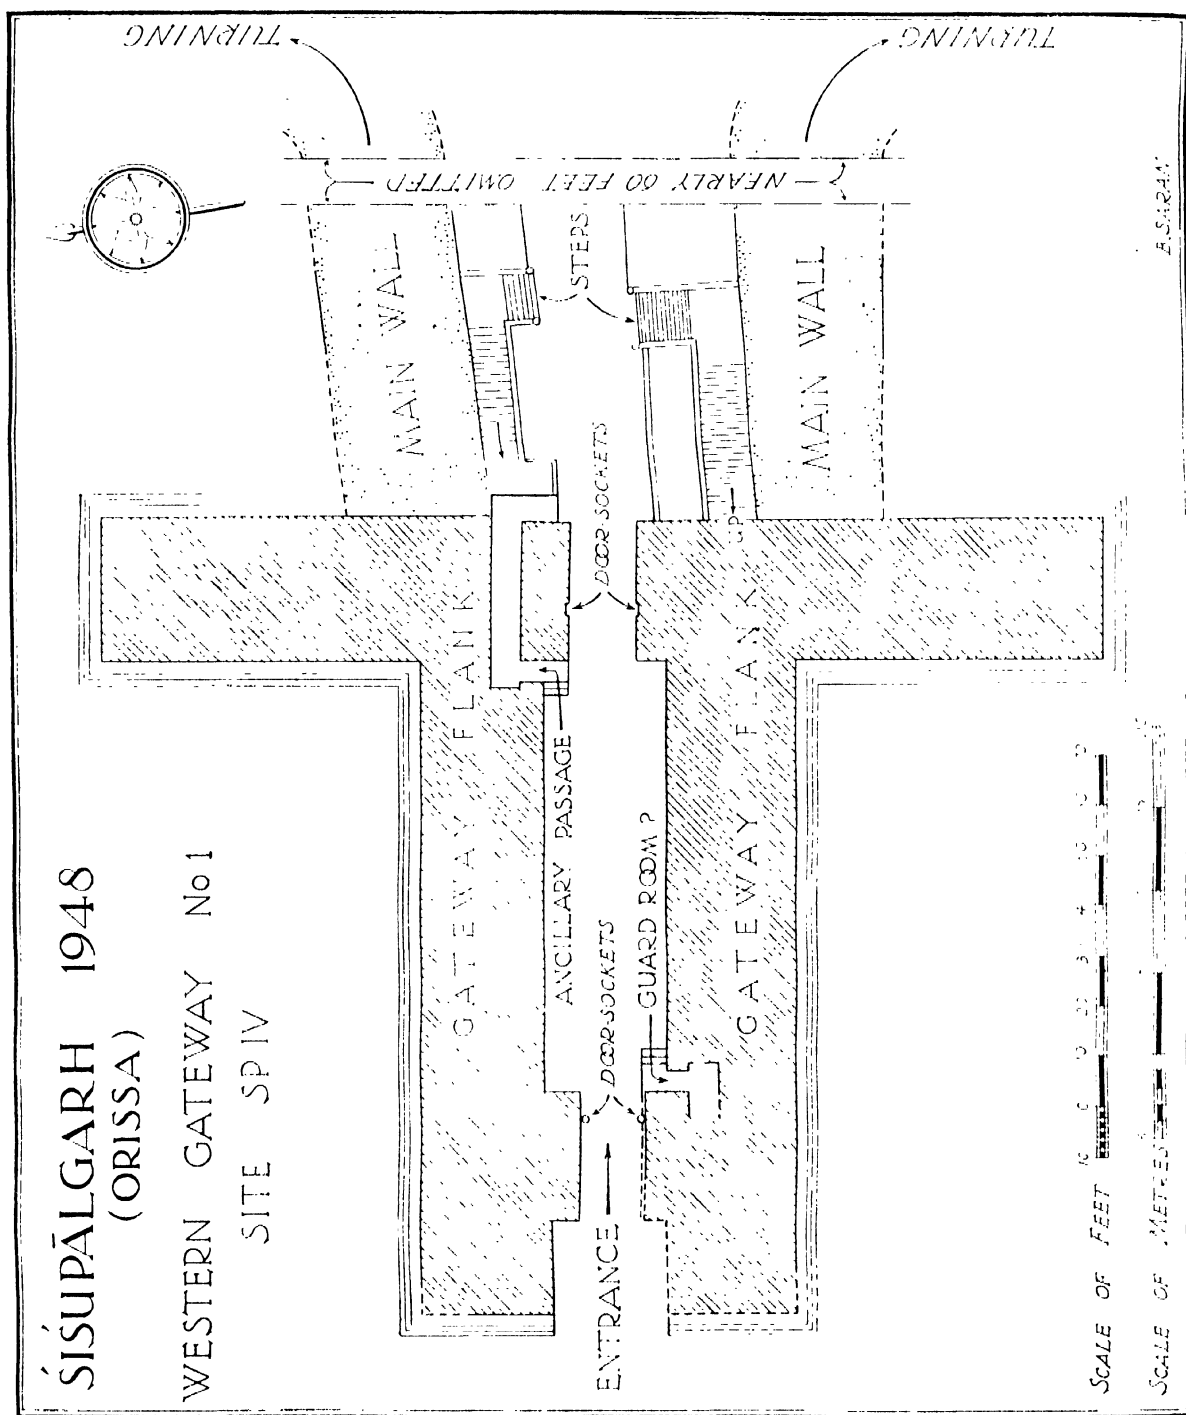 ŚIŚUPĀLGARH 1948
(ORISSA)
WESTERN GATEWAY No 1
SITE SP IV
TURNING
TURNING
NEARLY 60 FEET OMITTED
MAIN WALL
STEPS
MAIN WALL
DOOR-SOCKETS
UP
GATEWAY FLANK
ANCILLARY PASSAGE
DOOR-SOCKETS
GUARD ROOM ?
GATEWAY FLANK
ENTRANCE
SCALE OF FEET
SCALE OF METRES
B.SARAN